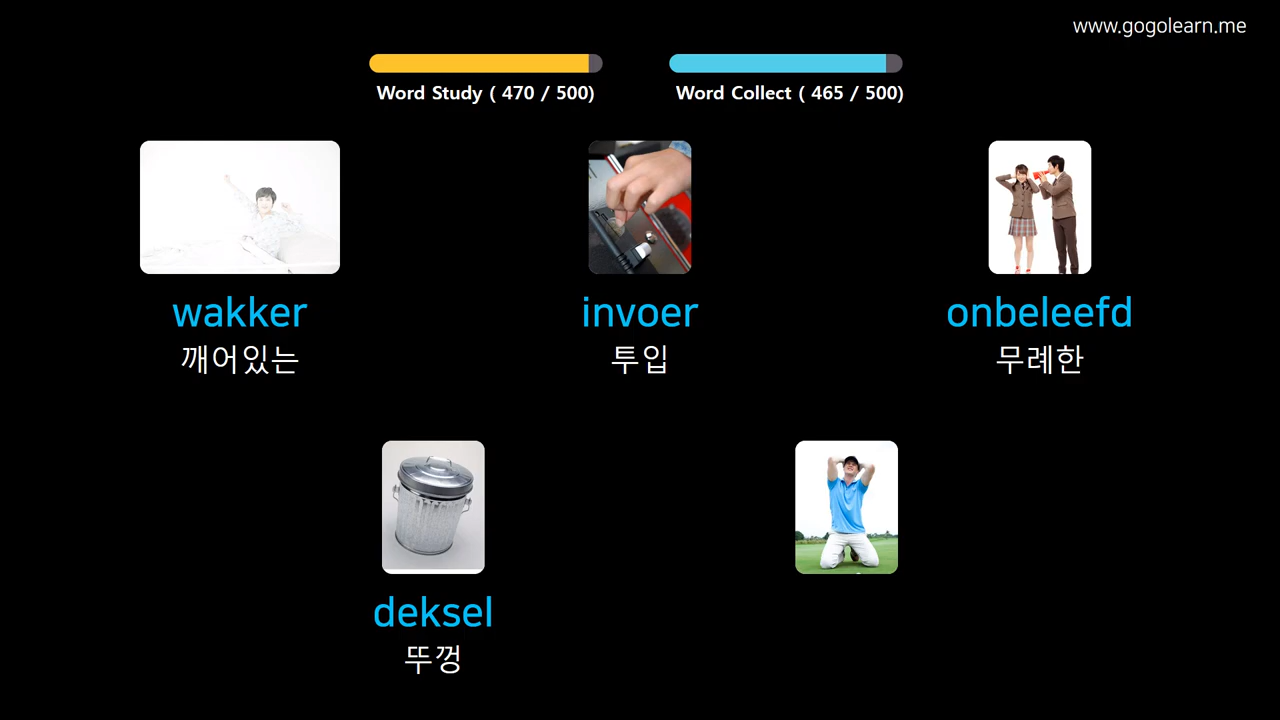 www.gogolearn.me
Word Study ( 470 / 500)
Word Collect ( 465 / 500)
wakker
깨어있는
invoer
투입
onbeleefd
무례한
deksel
뚜껑